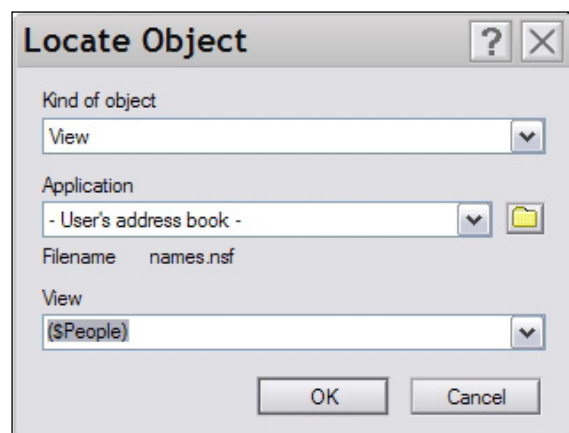 Locate Object
Kind of object
View
Application
- User's address book -
Filename names.nsf
View
($People)
OK Cancel